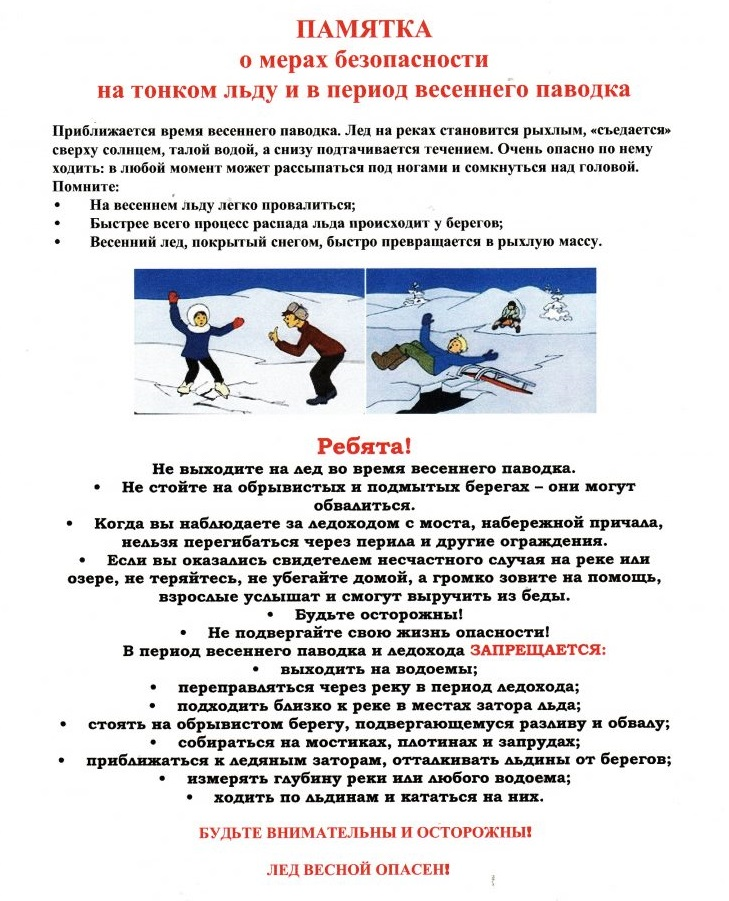 ПАМЯТКА
о мерах безопасности
на тонком льду и в период весеннего паводка
Приближается время весеннего паводка. Лед на реках становится рыхлым, «съедается»
сверху солнцем, талой водой, а снизу подтачивается течением. Очень опасно по нему
ходить: в любой момент может рассыпаться под ногами и сомкнуться над головой.
Помните:
• На весеннем льду легко провалиться;
• Быстрее всего процесс распада льда происходит у берегов;
• Весенний лед, покрытый снегом, быстро превращается в рыхлую массу.
Ребята!
Не выходите на лед во время весеннего паводка.
• Не стойте на обрывистых и подмытых берегах – они могут
обвалиться.
• Когда вы наблюдаете за ледоходом с моста, набережной причала,
нельзя перегибаться через перила и другие ограждения.
• Если вы оказались свидетелем несчастного случая на реке или
озере, не теряйтесь, не убегайте домой, а громко зовите на помощь,
взрослые услышат и смогут выручить из беды.
• Будьте осторожны!
• Не подвергайте свою жизнь опасности!
В период весеннего паводка и ледохода ЗАПРЕЩАЕТСЯ:
• выходить на водоемы;
• переправляться через реку в период ледохода;
• подходить близко к реке в местах затора льда;
• стоять на обрывистом берегу, подвергающемуся разливу и обвалу;
• собираться на мостиках, плотинах и запрудах;
• приближаться к ледяным заторам, отталкивать льдины от берегов;
• измерять глубину реки или любого водоема;
• ходить по льдинам и кататься на них.
БУДЬТЕ ВНИМАТЕЛЬНЫ И ОСТОРОЖНЫ!
ЛЕД ВЕСНОЙ ОПАСЕН!